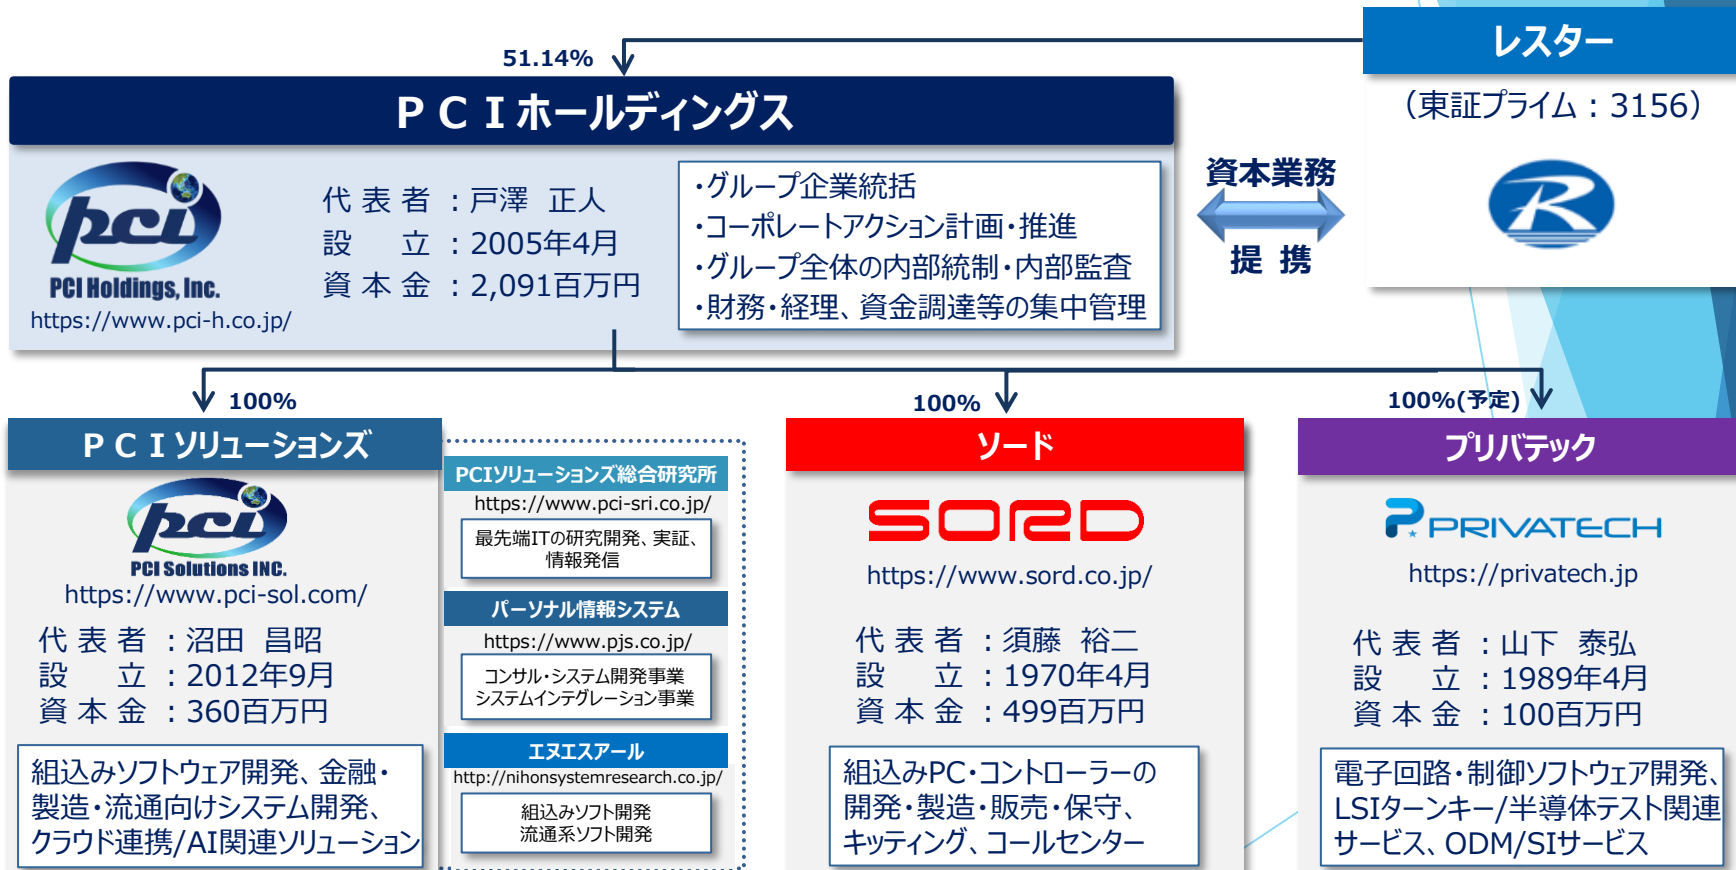 51.14%
レスター
（東証プライム：3156）
ＰＣＩホールディングス
pci
PCI Holdings, Inc.
https://www.pci-h.co.jp/
代 表 者 ：戸澤 正人
設 立 ：2005年4月
資 本 金 ：2,091百万円
・グループ企業統括
・コーポレートアクション計画・推進
・グループ全体の内部統制・内部監査
・財務・経理、資金調達等の集中管理
資本業務
提 携
R
100%
100%
100%(予定)
ＰＣＩソリューションズ
pci
PCI Solutions INC.
https://www.pci-sol.com/
代 表 者 ：沼田 昌昭
設 立 ：2012年9月
資 本 金 ：360百万円
組込みソフトウェア開発、金融・
製造・流通向けシステム開発、
クラウド連携/AI関連ソリューション
PCIソリューションズ総合研究所
https://www.pci-sri.co.jp/
最先端ITの研究開発、実証、
情報発信
パーソナル情報システム
https://www.pjs.co.jp/
コンサル・システム開発事業
システムインテグレーション事業
エヌエスアール
http://nihonsystemresearch.co.jp/
組込みソフト開発
流通系ソフト開発
ソード
SORD
https://www.sord.co.jp/
代 表 者 ：須藤 裕二
設 立 ：1970年4月
資 本 金 ：499百万円
組込みPC・コントローラーの
開発・製造・販売・保守、
キッティング、コールセンター
プリバテック
PRIVATECH
https://privatech.jp
代 表 者 ：山下 泰弘
設 立 ：1989年4月
資 本 金 ：100百万円
電子回路・制御ソフトウェア開発、
LSIターンキー/半導体テスト関連
サービス、ODM/SIサービス